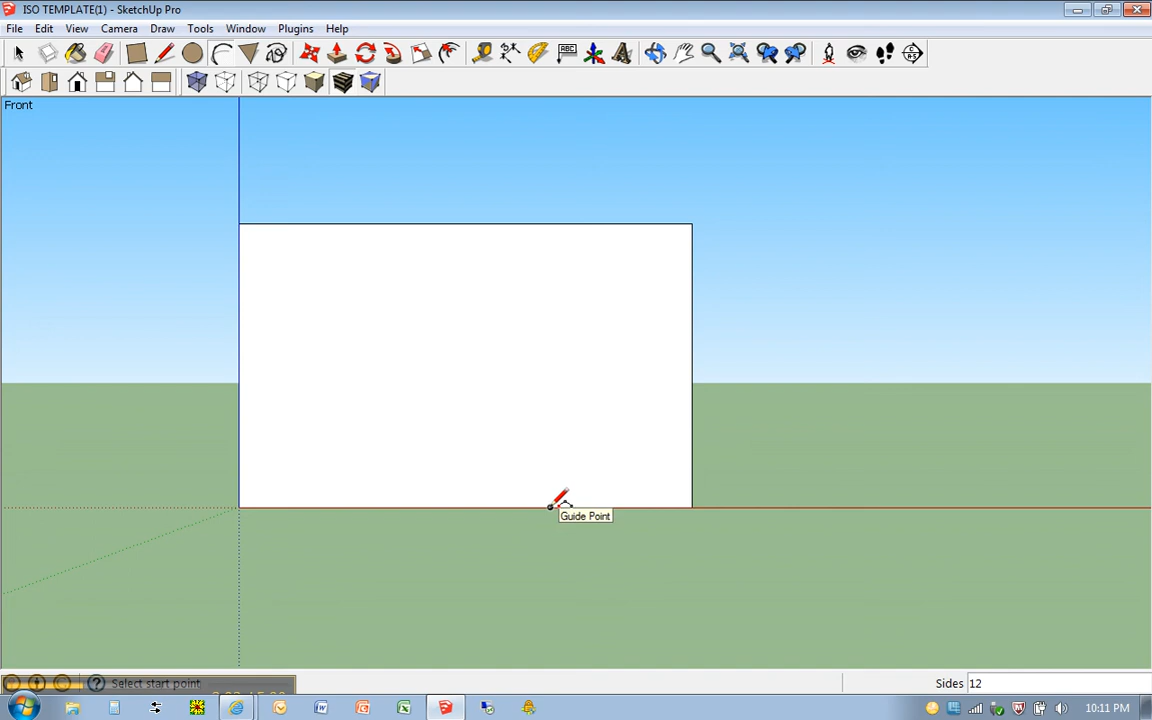 ISO TEMPLATE(1) - SketchUp Pro
File Edit View Camera Draw Tools Window Plugins Help
ABC
Front
Guide Point
Select start point
Sides 12
10:11 PM